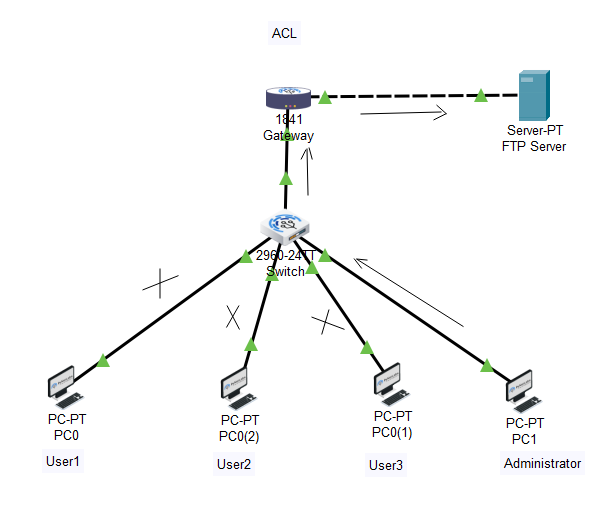 ACL
1841
Gateway
Server-PT
FTP Server
2960-24TT
Switch
PC-PT
PC0
PC-PT
PC0(2)
PC-PT
PC0(1)
PC-PT
PC1
User1
User2
User3
Administrator